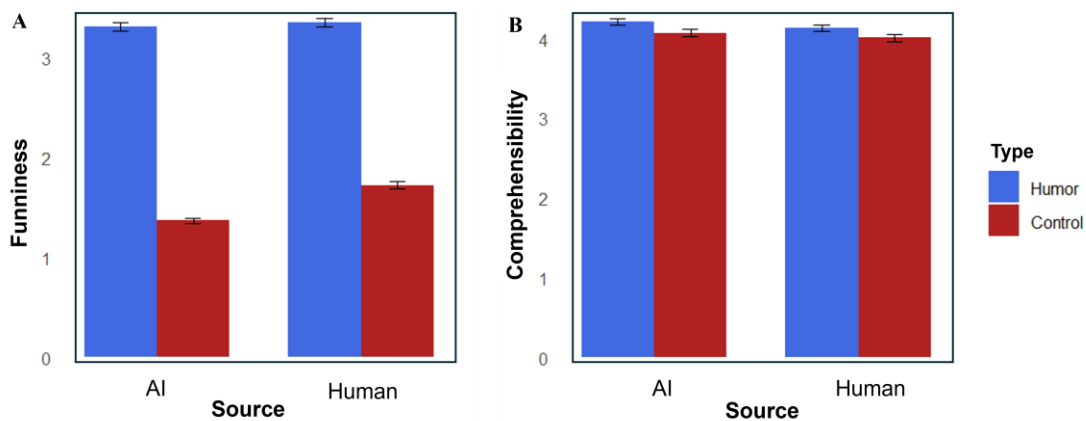 A
Funniness
3
2
1
0
AI
Human
Source
B
Comprehensibility
4
3
2
1
0
AI
Human
Source
Type
Humor
Control